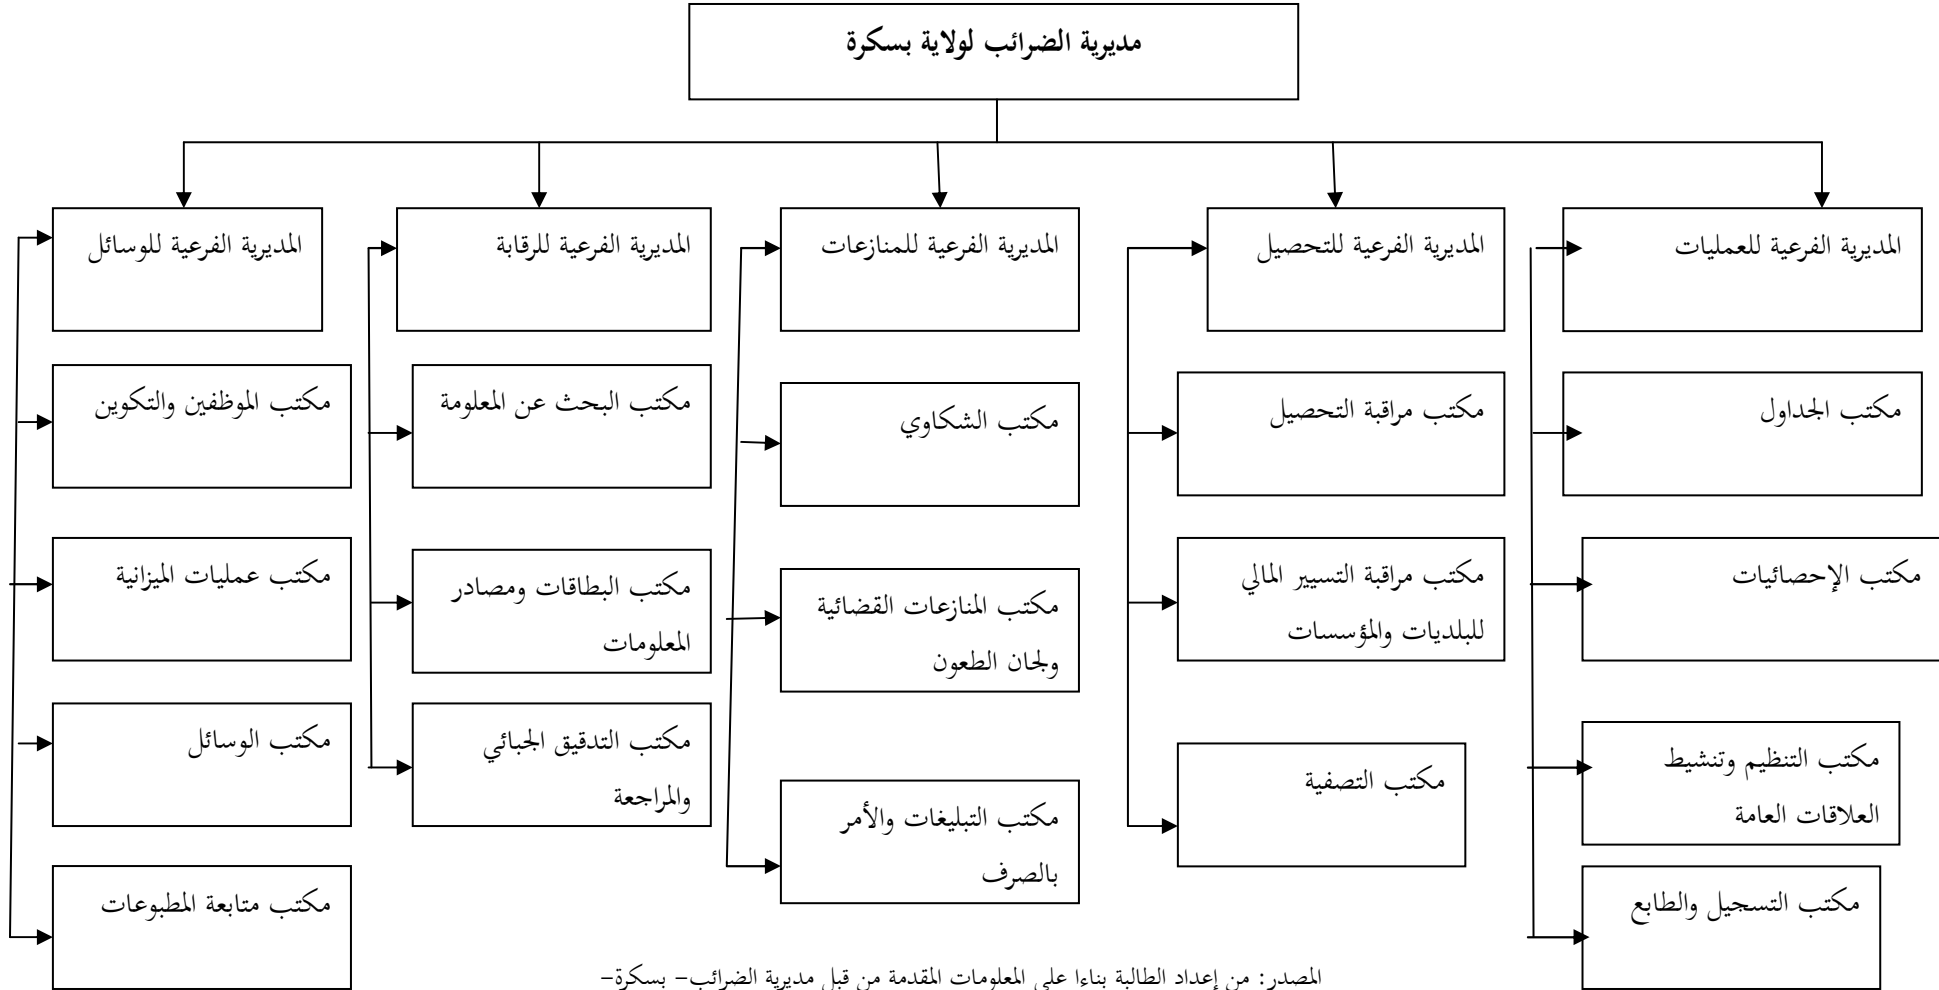 مديرية الضرائب لولاية بسكرة
المديرية الفرعية للعمليات
المديرية الفرعية للتحصيل
المديرية الفرعية للمنازعات
المديرية الفرعية للرقابة
المديرية الفرعية للوسائل
مكتب الجداول
مكتب مراقبة التحصيل
مكتب الشكاوي
مكتب البحث عن المعلومة
مكتب الموظفين والتكوين
مكتب الإحصائيات
مكتب مراقبة التسيير المالي
للبلديات والمؤسسات
مكتب المنازعات القضائية
ولجان الطعون
مكتب البطاقات ومصادر
المعلومات
مكتب عمليات الميزانية
مكتب التنظيم وتنشيط
العلاقات العامة
مكتب التصفية
مكتب التبليغات والأمر
بالصرف
مكتب التدقيق الجبائي
والمراجعة
مكتب الوسائل
مكتب التسجيل والطابع
مكتب متابعة المطبوعات
المصدر: من إعداد الطالبة بناءا على المعلومات المقدمة من قبل مديرية الضرائب– بسكرة–